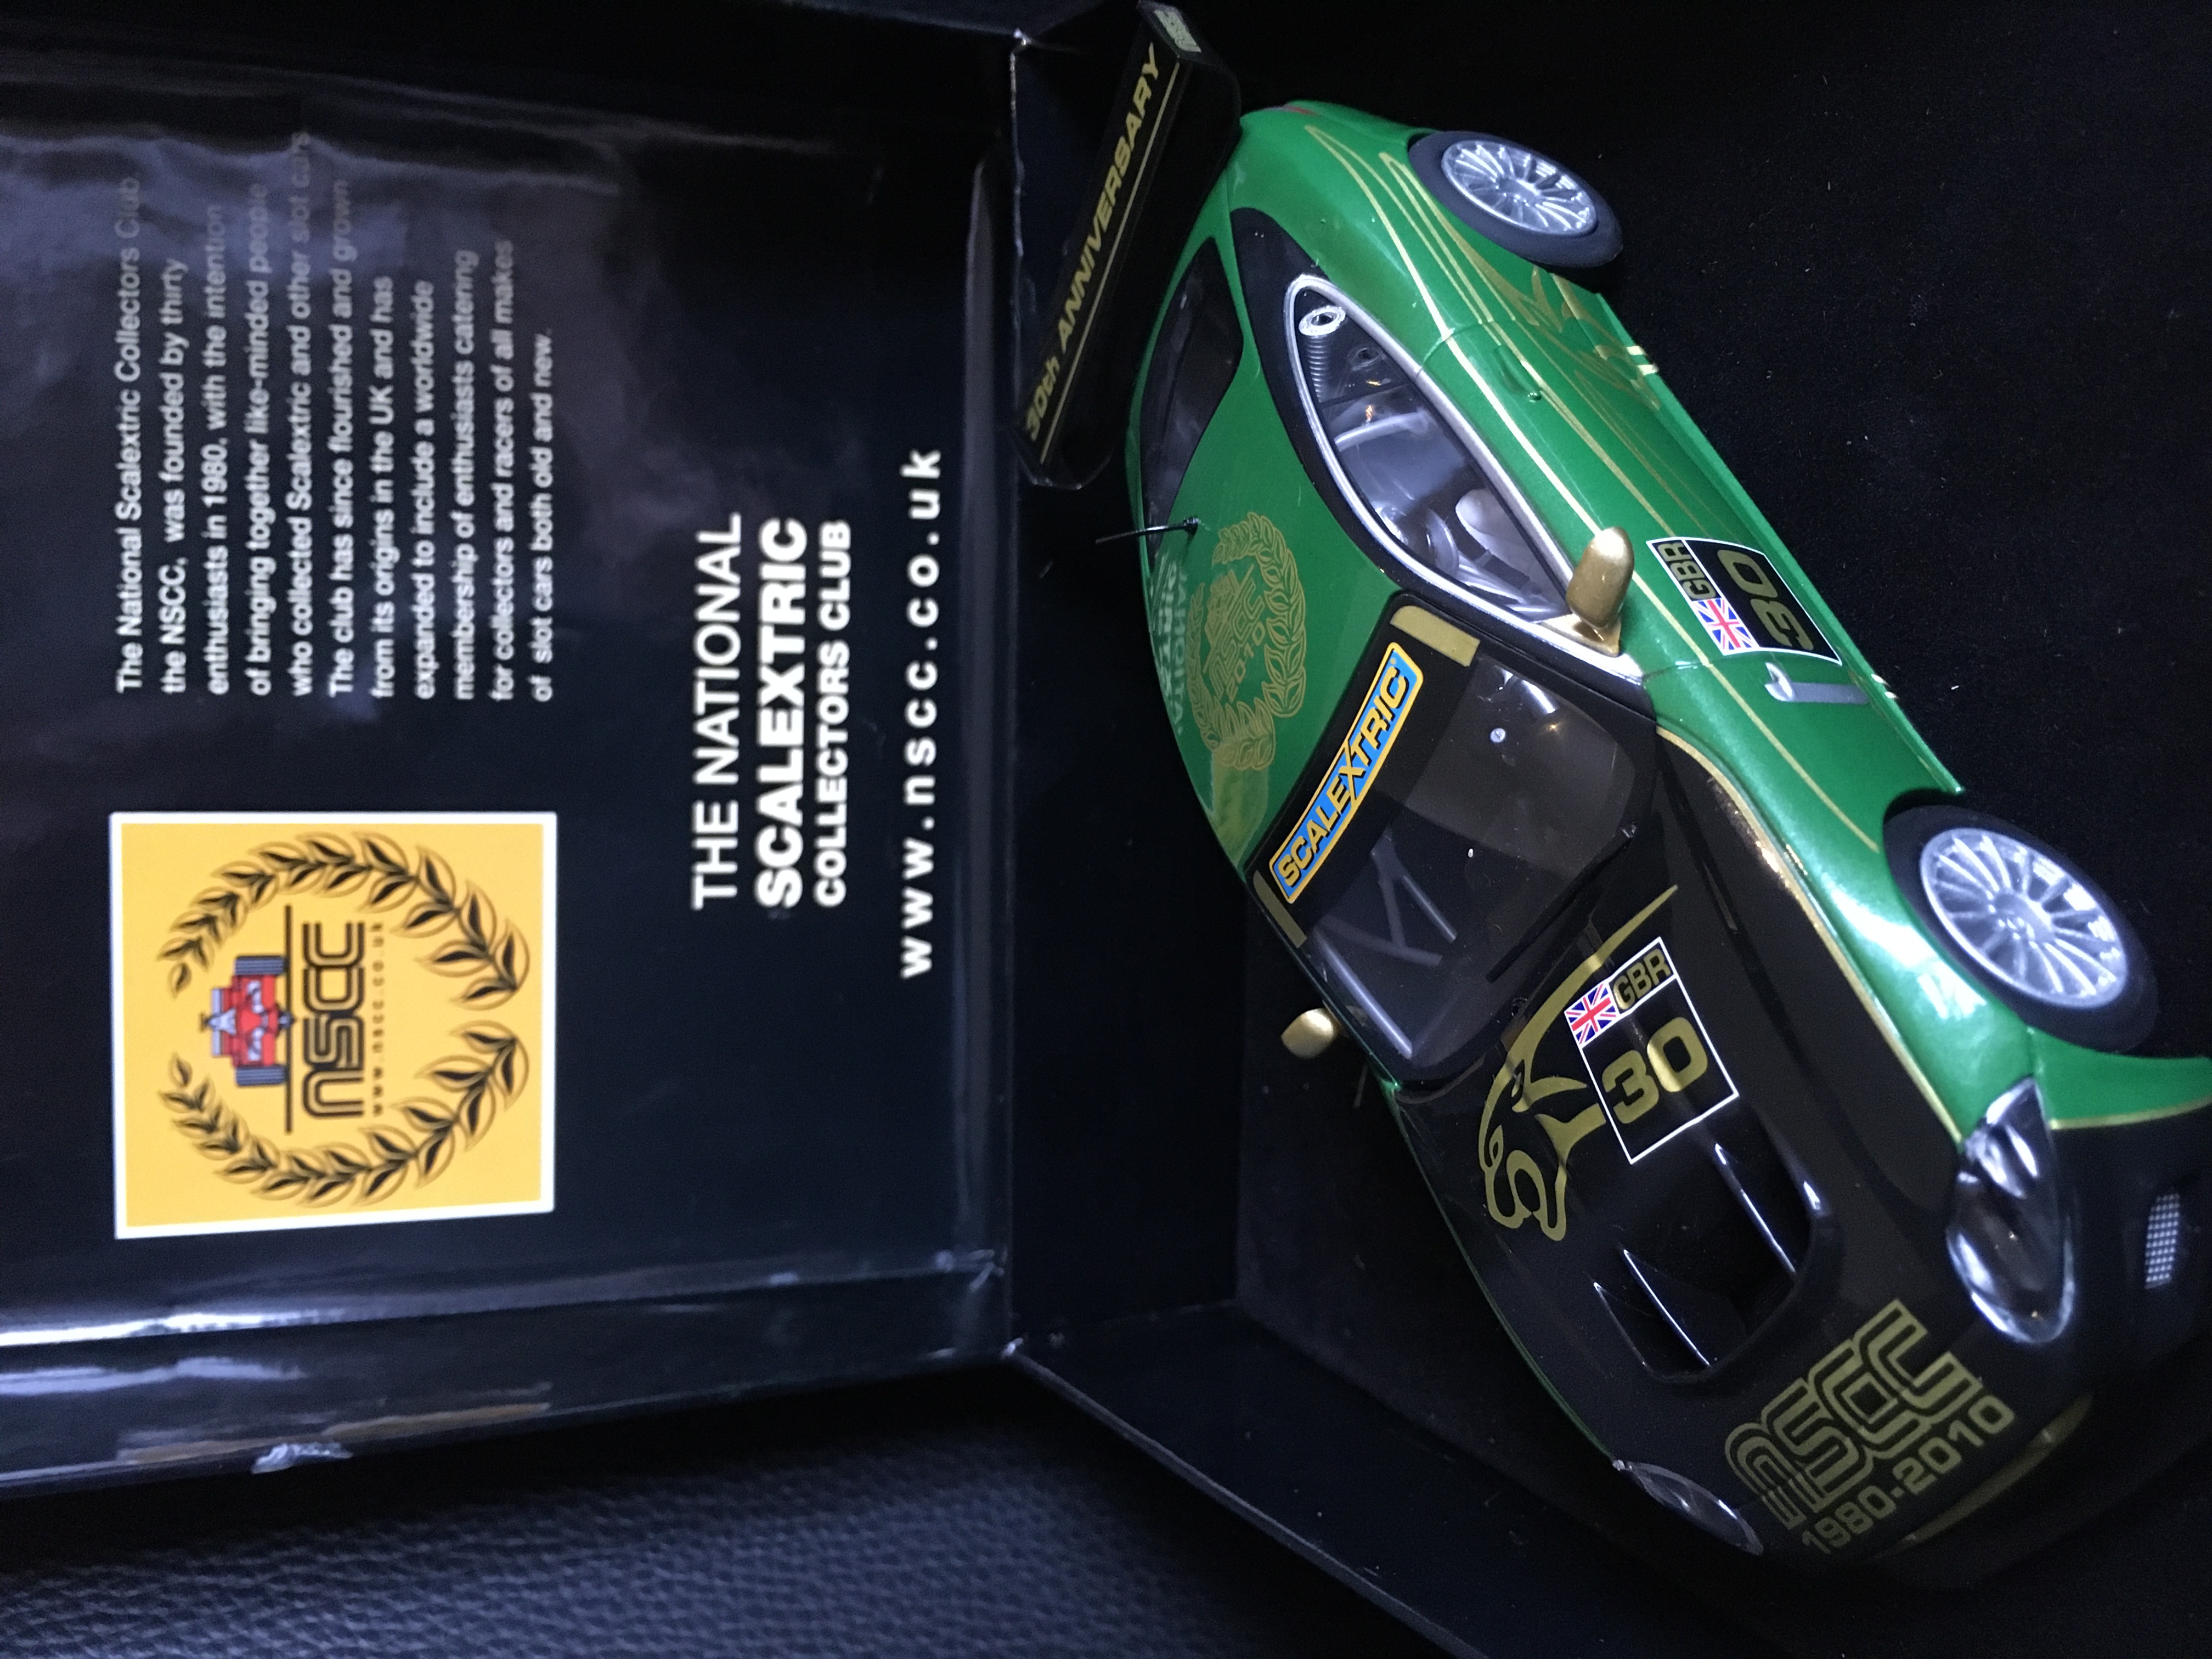 The National Scalextric Collectors Club,
the NSCC, was founded by thirty
enthusiasts in 1980, with the intention
of bringing together like-minded people
who collected Scalextric and other slot cars.
The club has since flourished and grown
from its origins in the UK and has
expanded to include a worldwide
membership of enthusiasts catering
for collectors and racers of all makes
of slot cars both old and new.
nscc
www.nscc.co.uk
THE NATIONAL
SCALEXTRIC
COLLECTORS CLUB
www.nscc.co.uk
30th ANNIVERSARY
SCALEXTRIC
GBR
30
GBR
30
nscc
1980-2010